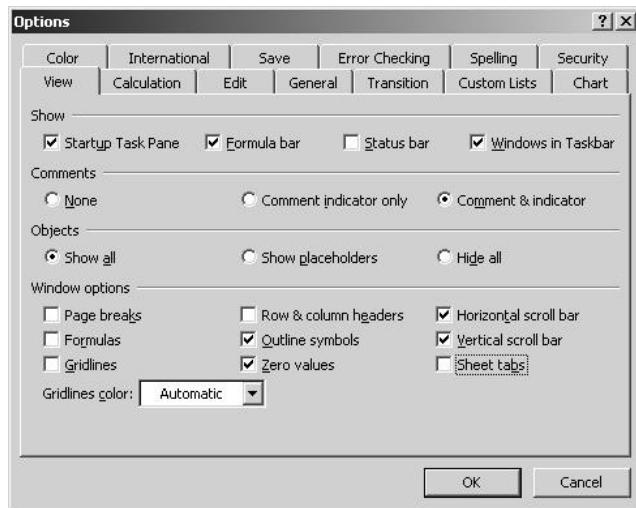 Options
Color International Save Error Checking Spelling Security
View Calculation Edit General Transition Custom Lists Chart
Show
Startup Task Pane Formula bar Status bar Windows in Taskbar
Comments
None Comment indicator only Comment & indicator
Objects
Show all Show placeholders Hide all
Window options
Page breaks Row & column headers Horizontal scroll bar
Formulas Outline symbols Vertical scroll bar
Gridlines Zero values Sheet tabs
Gridlines color: Automatic
OK Cancel